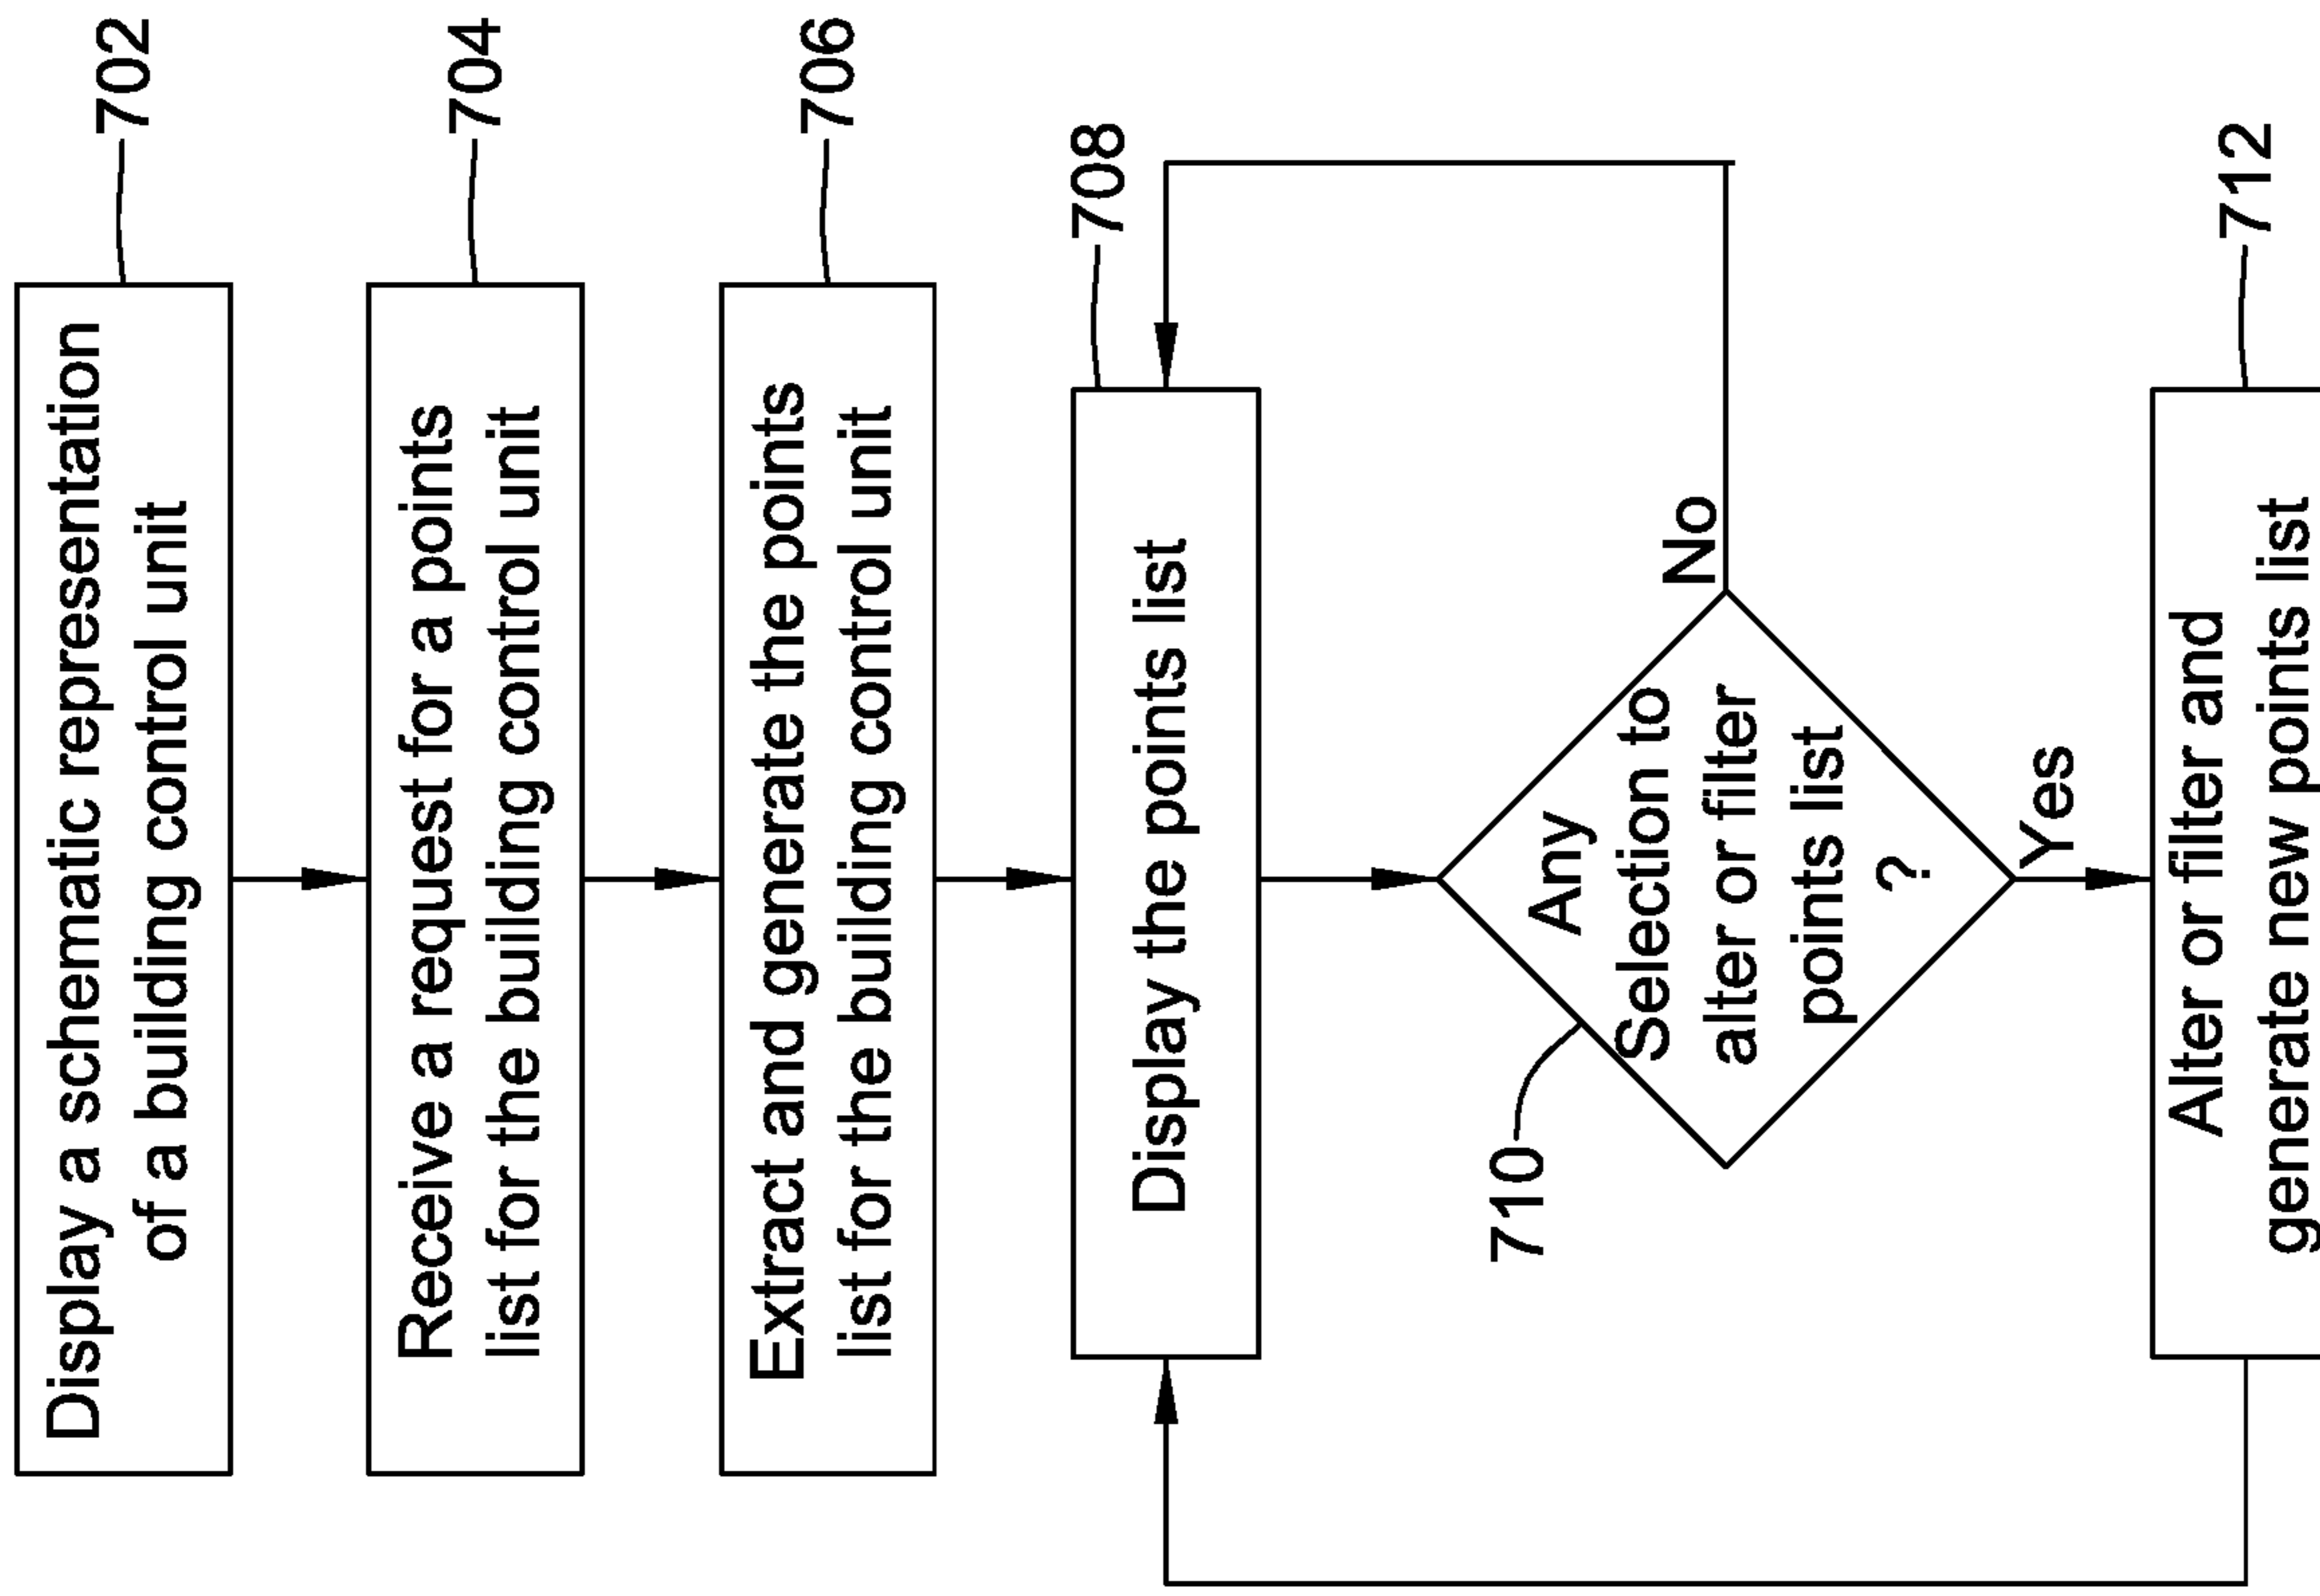 Display a schematic representation
of a building control unit
702
Receive a request for a points
list for the building control unit
704
Extract and generate the points
list for the building control unit
706
Display the points list
708
Any
Selection to
alter or filter
points list
?
710
No
Yes
Alter or filter and
generate new points list
712